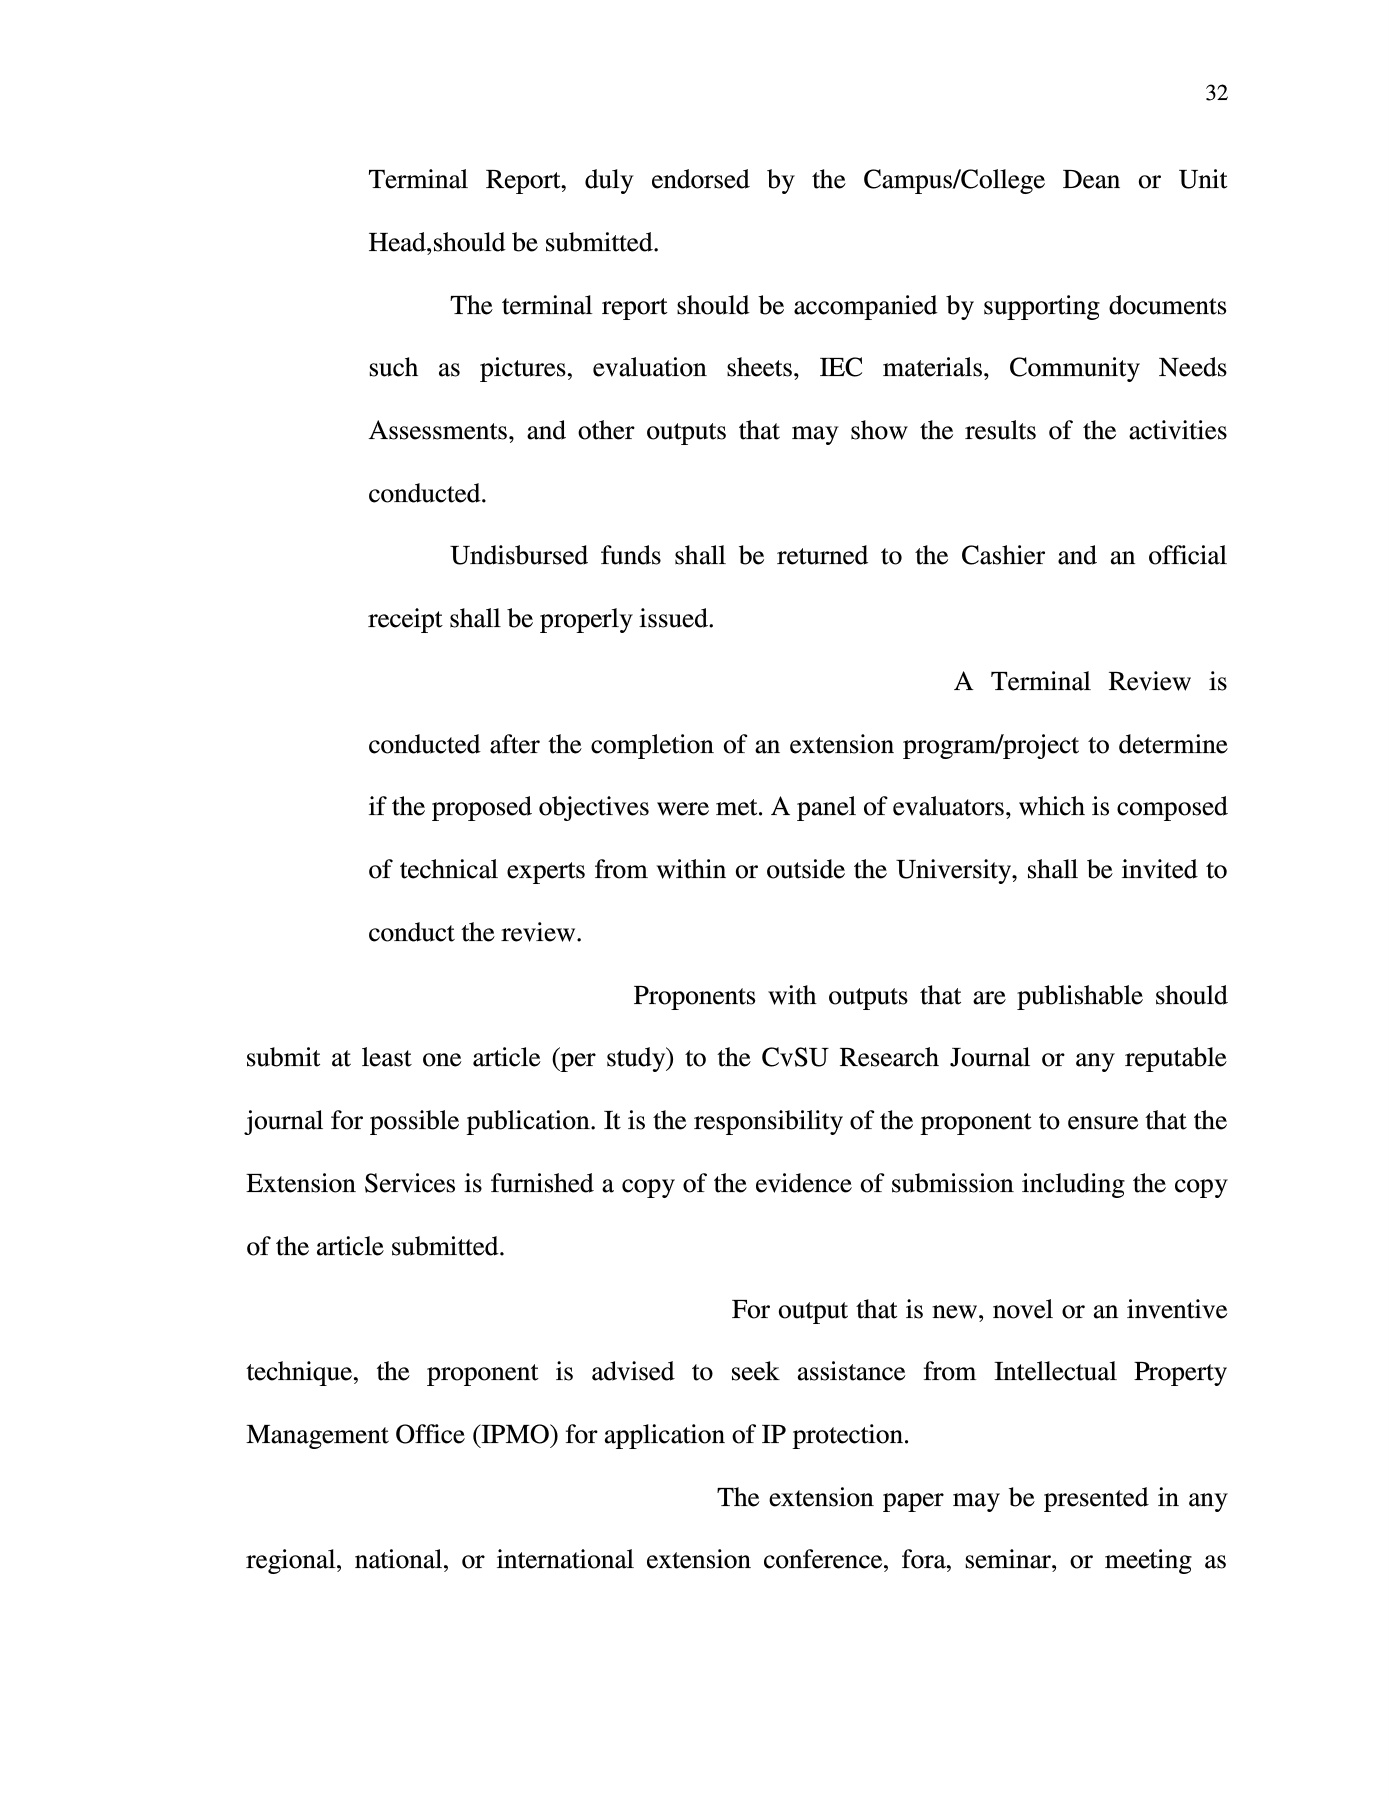 32
Terminal Report, duly endorsed by the Campus/College Dean or Unit
Head,should be submitted.
The terminal report should be accompanied by supporting documents
such as pictures, evaluation sheets, IEC materials, Community Needs
Assessments, and other outputs that may show the results of the activities
conducted.
Undisbursed funds shall be returned to the Cashier and an official
receipt shall be properly issued.
A Terminal Review is
conducted after the completion of an extension program/project to determine
if the proposed objectives were met. A panel of evaluators, which is composed
of technical experts from within or outside the University, shall be invited to
conduct the review.
Proponents with outputs that are publishable should
submit at least one article (per study) to the CvSU Research Journal or any reputable
journal for possible publication. It is the responsibility of the proponent to ensure that the
Extension Services is furnished a copy of the evidence of submission including the copy
of the article submitted.
For output that is new, novel or an inventive
technique, the proponent is advised to seek assistance from Intellectual Property
Management Office (IPMO) for application of IP protection.
The extension paper may be presented in any
regional, national, or international extension conference, fora, seminar, or meeting as